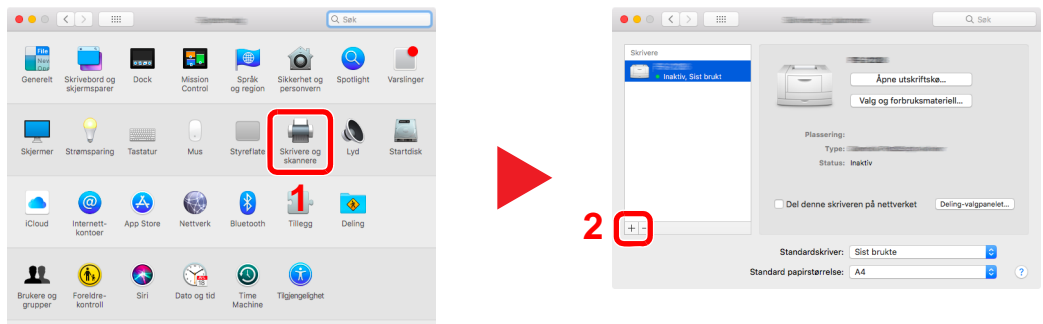 Søk
Generelt
Skrivebord og
skjermsparer
Dock
Mission
Control
Språk
og region
Sikkerhet og
personvern
Spotlight
Varslinger
Skjermer
Strømsparing
Tastatur
Mus
Styreflate
Skrivere og
skannere
Lyd
Startdisk
1
iCloud
Internett-
kontoer
App Store
Nettverk
Bluetooth
Tillegg
Deling
Brukere og
grupper
Foreldre-
kontroll
Siri
Dato og tid
Time
Machine
Tilgjengelighet
Søk
Skrivere
Inaktiv, Sist brukt
Åpne utskriftskø...
Valg og forbruksmateriell...
Plassering:
Type:
Status: Inaktiv
Del denne skriveren på nettverket
Deling-valgpanelet...
2
+ −
Standardskriver: Sist brukte
Standard papirstørrelse: A4
?